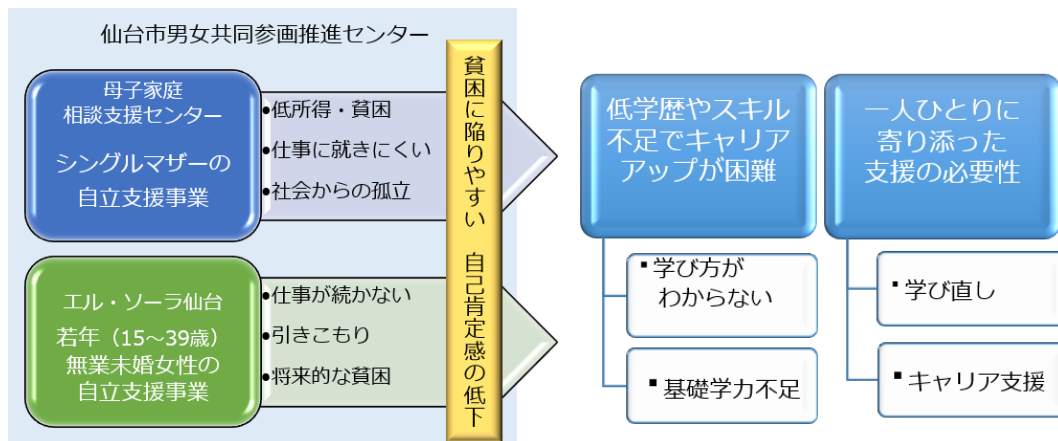 仙台市男女共同参画推進センター
母子家庭
相談支援センター
シングルマザーの
自立支援事業
•低所得・貧困
•仕事に就きにくい
•社会からの孤立
エル・ソーラ仙台
若年（15～39歳）
無業未婚女性の
自立支援事業
•仕事が続かない
•引きこもり
•将来的な貧困
貧困に陥りやすい　自己肯定感の低下
低学歴やスキル
不足でキャリア
アップが困難
▪学び方が
わからない
▪基礎学力不足
一人ひとりに
寄り添った
支援の必要性
▪学び直し
▪キャリア支援